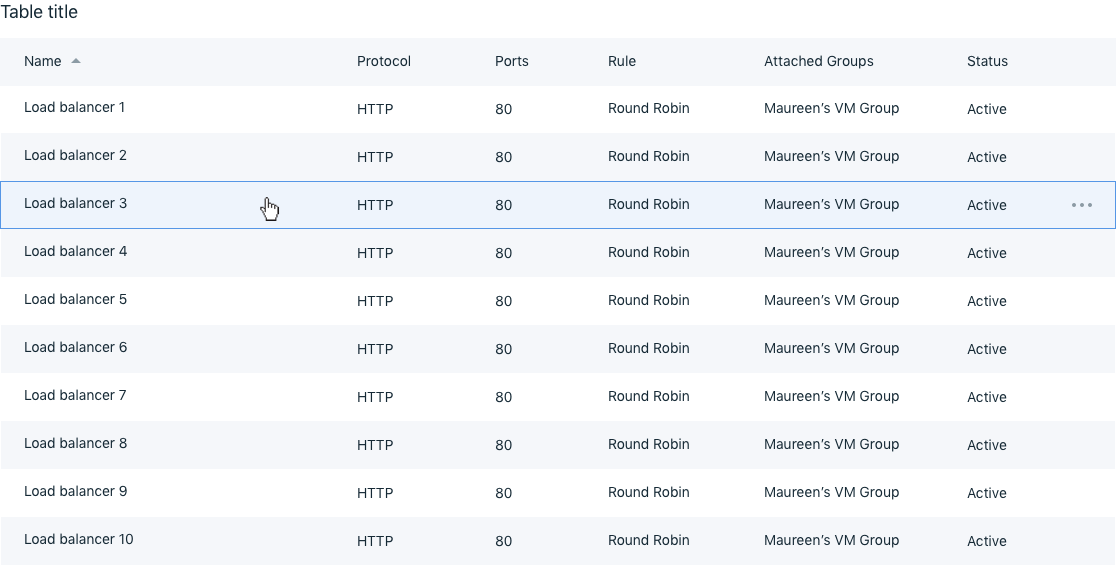 Table title
Name Protocol Ports Rule Attached Groups Status
Load balancer 1 HTTP 80 Round Robin Maureen’s VM Group Active
Load balancer 2 HTTP 80 Round Robin Maureen’s VM Group Active
Load balancer 3 HTTP 80 Round Robin Maureen’s VM Group Active
Load balancer 4 HTTP 80 Round Robin Maureen’s VM Group Active
Load balancer 5 HTTP 80 Round Robin Maureen’s VM Group Active
Load balancer 6 HTTP 80 Round Robin Maureen’s VM Group Active
Load balancer 7 HTTP 80 Round Robin Maureen’s VM Group Active
Load balancer 8 HTTP 80 Round Robin Maureen’s VM Group Active
Load balancer 9 HTTP 80 Round Robin Maureen’s VM Group Active
Load balancer 10 HTTP 80 Round Robin Maureen’s VM Group Active